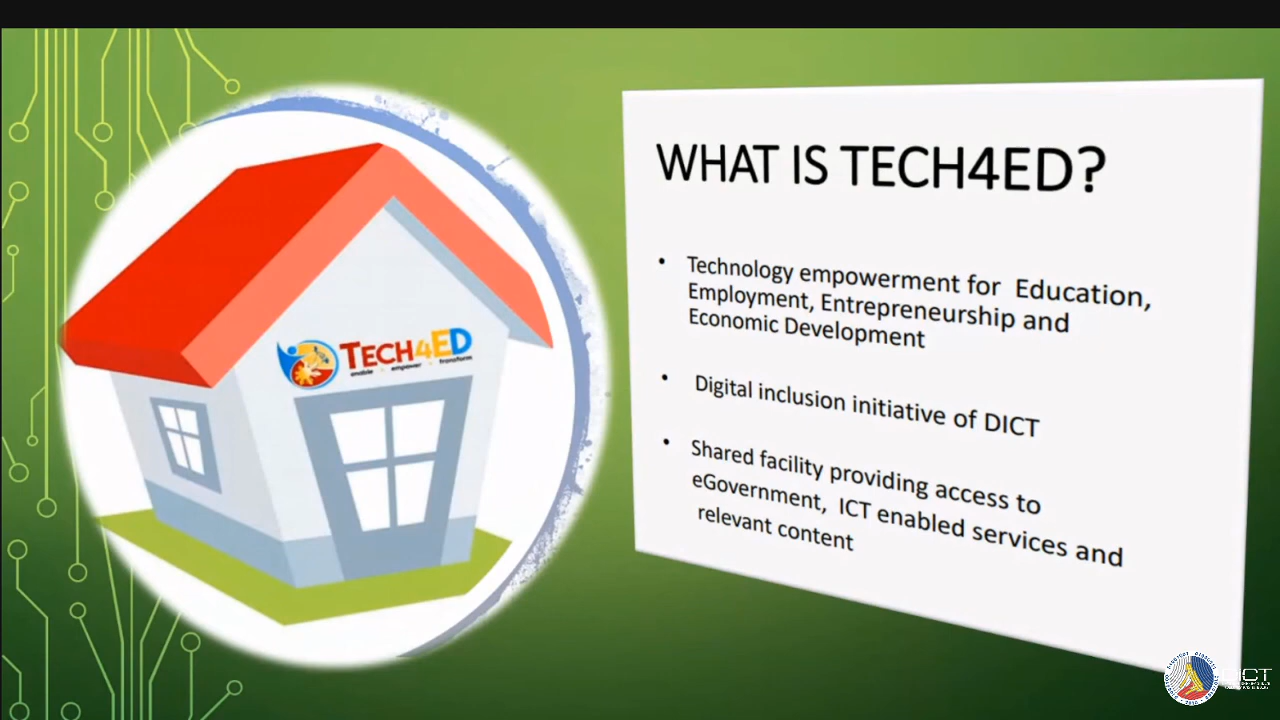 WHAT IS TECH4ED?
• Technology empowerment for Education,
Employment, Entrepreneurship and
Economic Development
• Digital inclusion initiative of DICT
• Shared facility providing access to
eGovernment, ICT enabled services and
relevant content
TECH4ED
enable • empower • transform
DICT